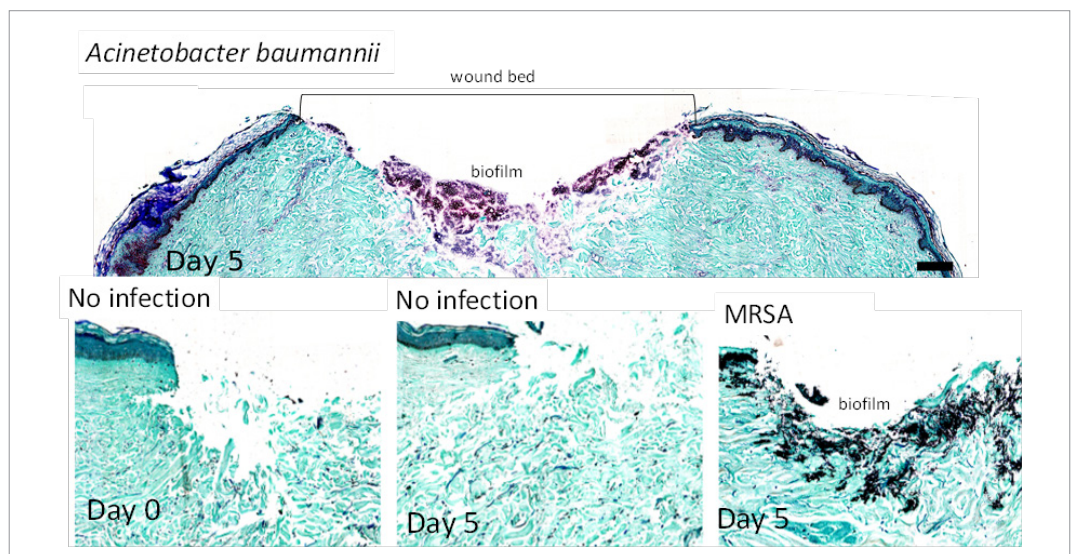 Acinetobacter baumannii
wound bed
biofilm
Day 5
No infection
No infection
MRSA
biofilm
Day 0
Day 5
Day 5